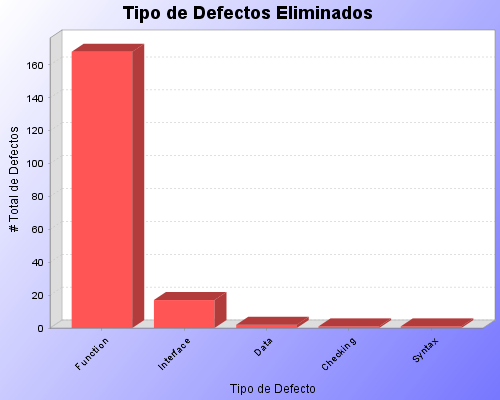 Tipo de Defectos Eliminados
# Total de Defectos
160
140
120
100
80
60
40
20
0
Function
Interface
Data
Checking
Syntax
Tipo de Defecto